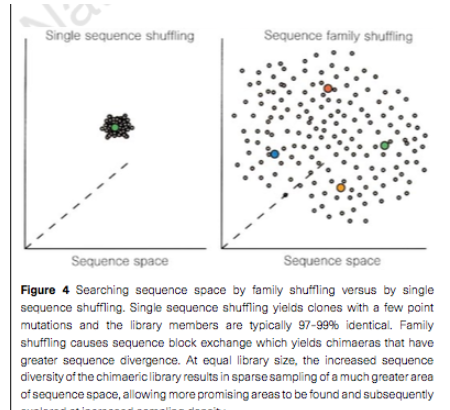 Single sequence shuffling
Sequence family shuffling
Sequence space
Sequence space
Figure 4 Searching sequence space by family shuffling versus by single
sequence shuffling. Single sequence shuffling yields clones with a few point
mutations and the library members are typically 97-99% identical. Family
shuffling causes sequence block exchange which yields chimaeras that have
greater sequence divergence. At equal library size, the increased sequence
diversity of the chimaeric library results in sparse sampling of a much greater area
of sequence space, allowing more promising areas to be found and subsequently